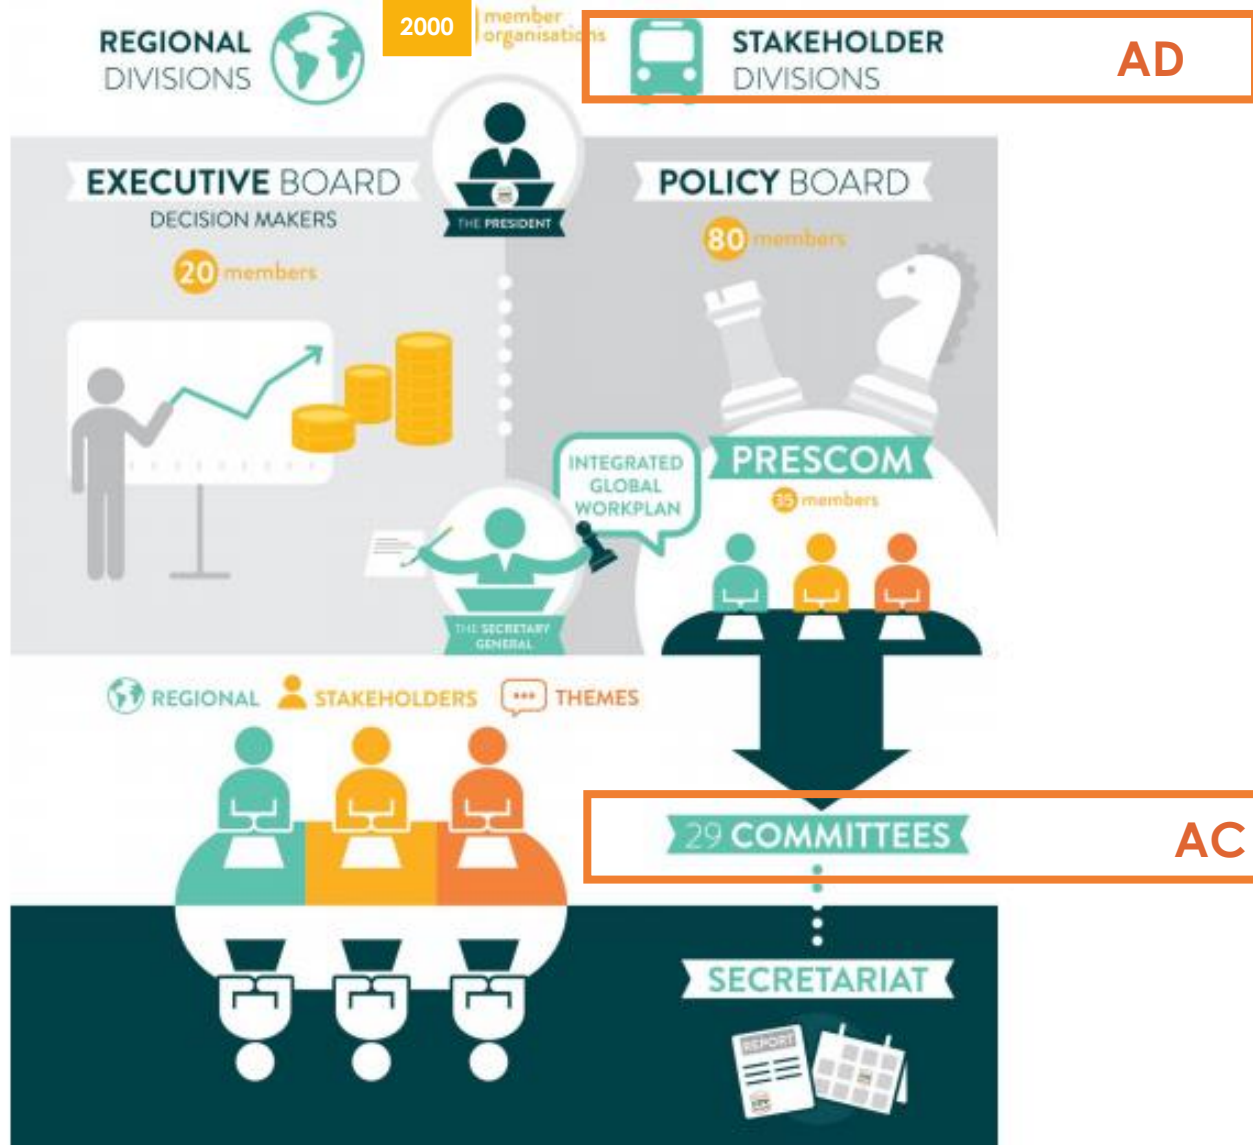 REGIONAL
DIVISIONS
2000
member
organisations
STAKEHOLDER
DIVISIONS
AD
EXECUTIVE BOARD
DECISION MAKERS
20 members
THE PRESIDENT
POLICY BOARD
80 members
INTEGRATED
GLOBAL
WORKPLAN
PRESCOM
35 members
THE SECRETARY
GENERAL
REGIONAL
STAKEHOLDERS
THEMES
29 COMMITTEES
AC
SECRETARIAT
REPORT